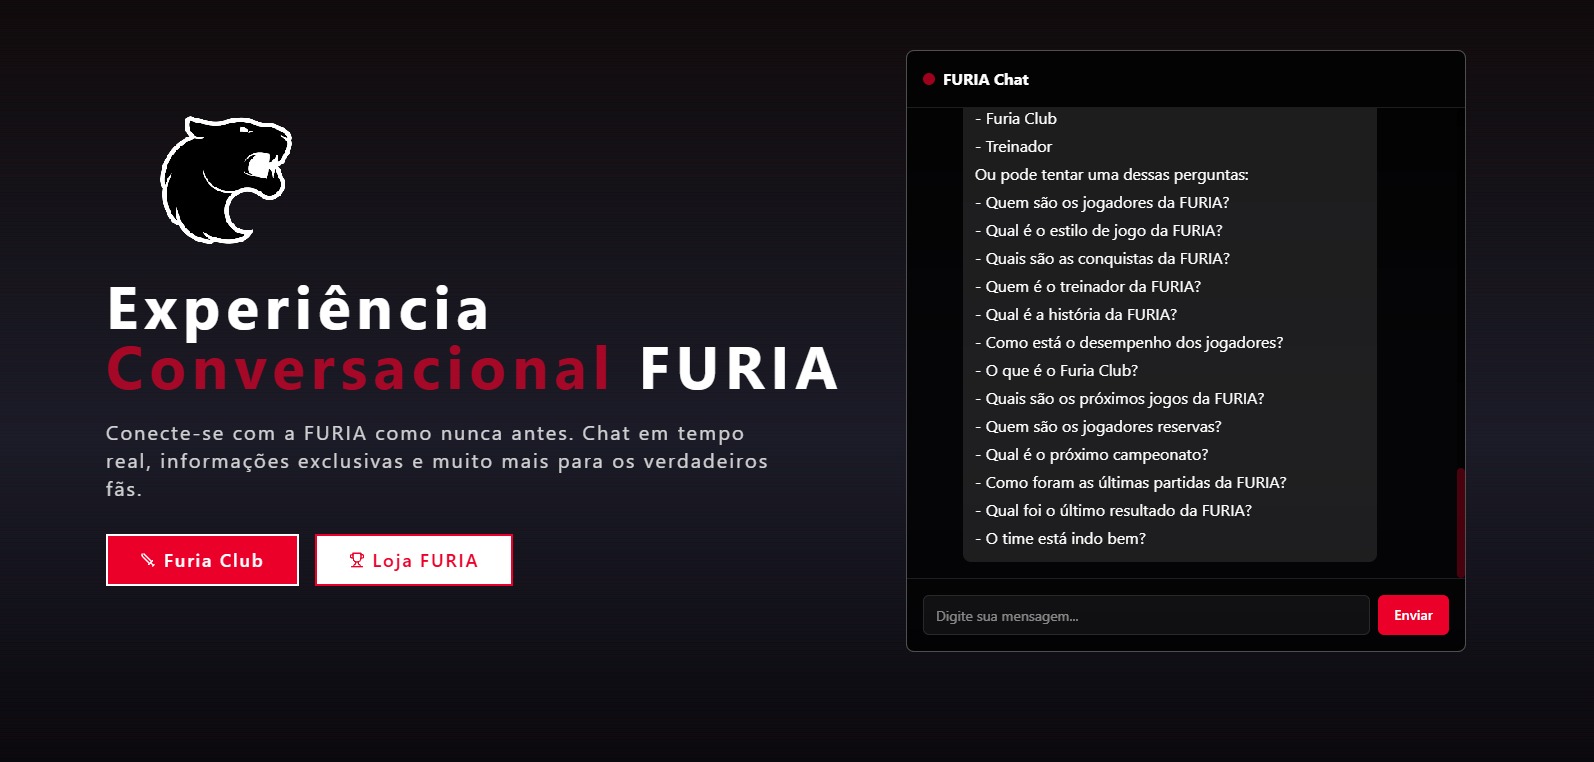 Experiência
Conversacional FURIA
Conecte-se com a FURIA como nunca antes. Chat em tempo
real, informações exclusivas e muito mais para os verdadeiros
fãs.
Furia Club
Loja FURIA
FURIA Chat
- Furia Club
- Treinador
Ou pode tentar uma dessas perguntas:
- Quem são os jogadores da FURIA?
- Qual é o estilo de jogo da FURIA?
- Quais são as conquistas da FURIA?
- Quem é o treinador da FURIA?
- Qual é a história da FURIA?
- Como está o desempenho dos jogadores?
- O que é o Furia Club?
- Quais são os próximos jogos da FURIA?
- Quem são os jogadores reservas?
- Qual é o próximo campeonato?
- Como foram as últimas partidas da FURIA?
- Qual foi o último resultado da FURIA?
- O time está indo bem?
Digite sua mensagem...
Enviar